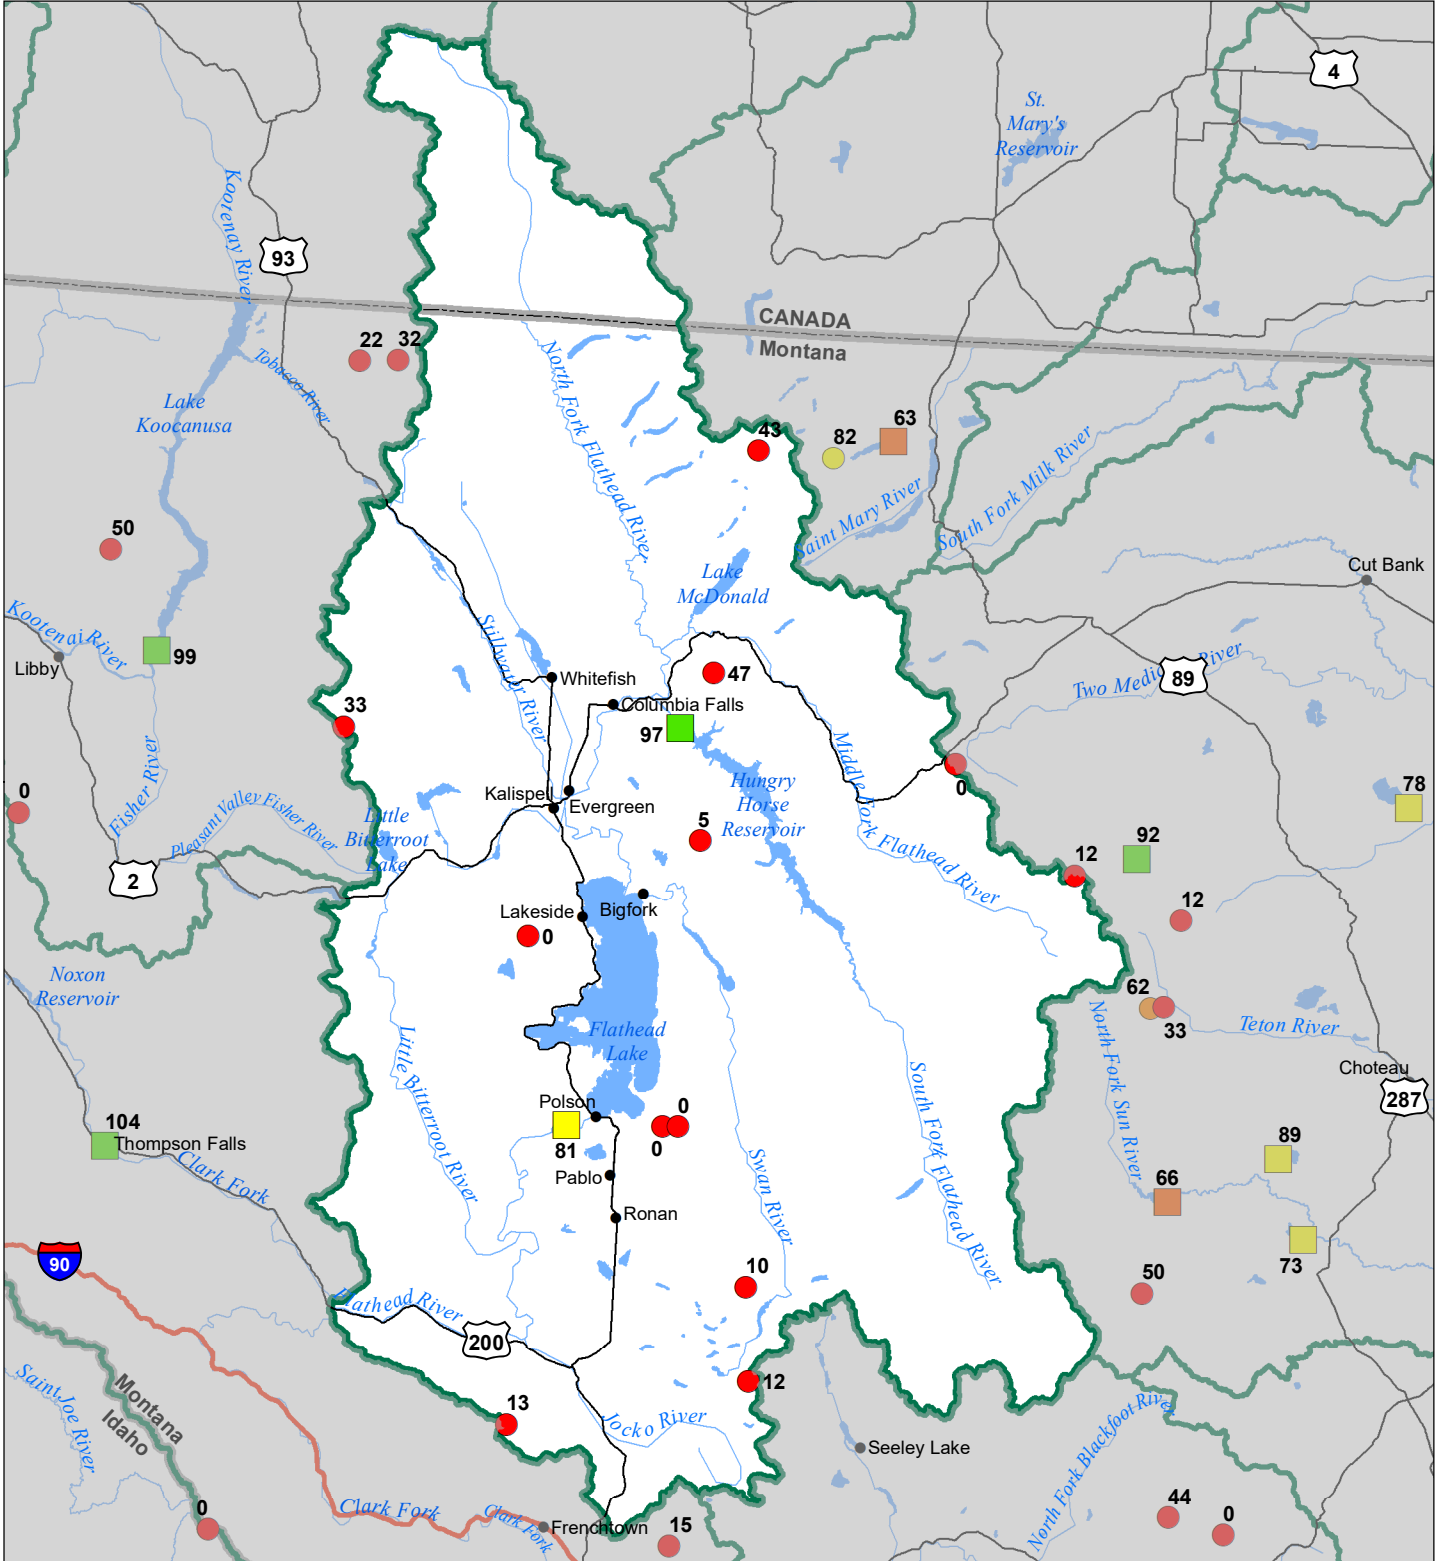 4
St.
Mary's
Reservoir
Kootenay River
93
CANADA
Montana
22
32
Tobacco River
North Fork Flathead River
Lake
Koocanusa
43
82
63
Saint Mary River
South Fork Milk River
50
Cut Bank
Lake
McDonald
Kootenai River
Libby
99
Stillwater River
Whitefish
47
Two Medic River
89
Columbia Falls
97
33
Middle Fork Flathead River
Fisher River
0
Hungry
Horse
Reservoir
0
78
Kalispell
Evergreen
Pleasant Valley Fisher River
Little
Bitterroot
Lake
5
92
12
2
12
Lakeside
Bigfork
0
Noxon
Reservoir
62
33
North Fork Sun River
Teton River
Flathead
Lake
Little Bitterroot River
South Fork Flathead River
Choteau
287
Polson
81
0
0
104
Thompson Falls
Clark Fork
89
Pablo
Swan River
66
Ronan
73
90
10
50
Flathead River
200
Saint Joe River
Montana
Idaho
12
13
Jocko River
North Fork Blackfoot River
Seeley Lake
0
Clark Fork
Clark Fork
Frenchtown
15
44
0